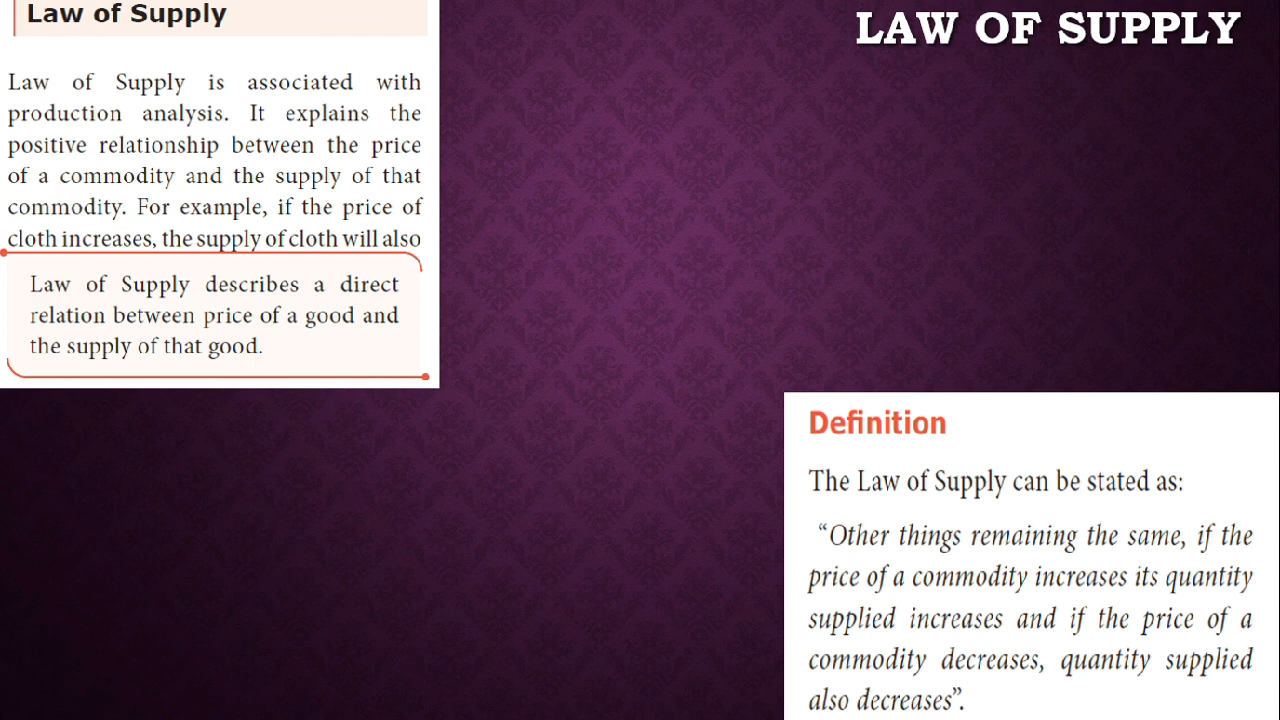 Law of Supply
Law of Supply is associated with
production analysis. It explains the
positive relationship between the price
of a commodity and the supply of that
commodity. For example, if the price of
cloth increases, the supply of cloth will also
Law of Supply describes a direct
relation between price of a good and
the supply of that good.
LAW OF SUPPLY
Definition
The Law of Supply can be stated as:
“Other things remaining the same, if the
price of a commodity increases its quantity
supplied increases and if the price of a
commodity decreases, quantity supplied
also decreases”.